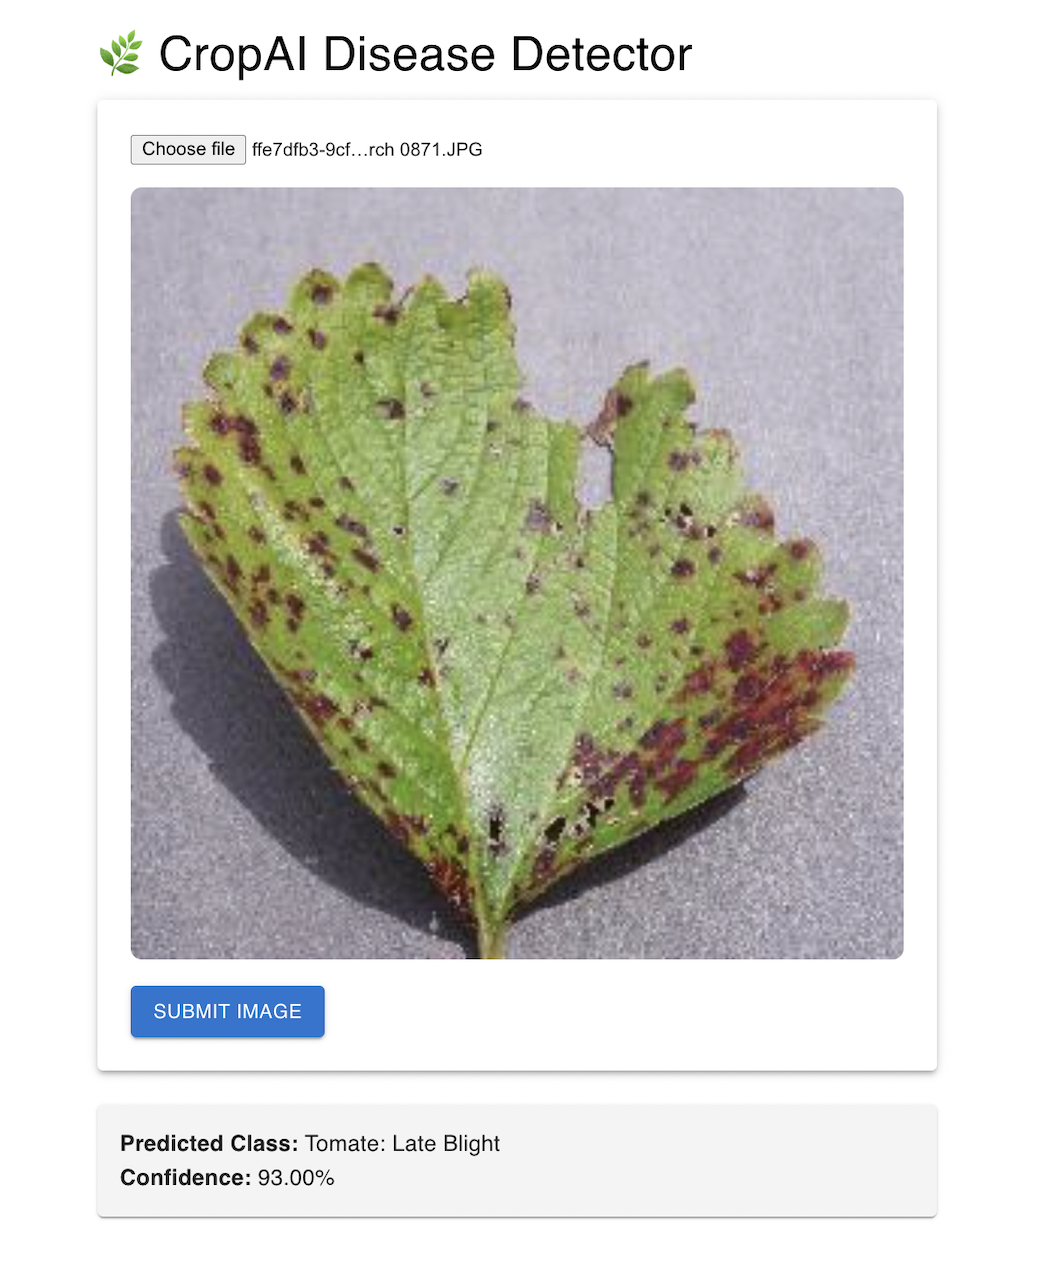 🌿 CropAI Disease Detector
Choose file ffe7dfb3-9cf...rch 0871.JPG
SUBMIT IMAGE
Predicted Class: Tomate: Late Blight
Confidence: 93.00%